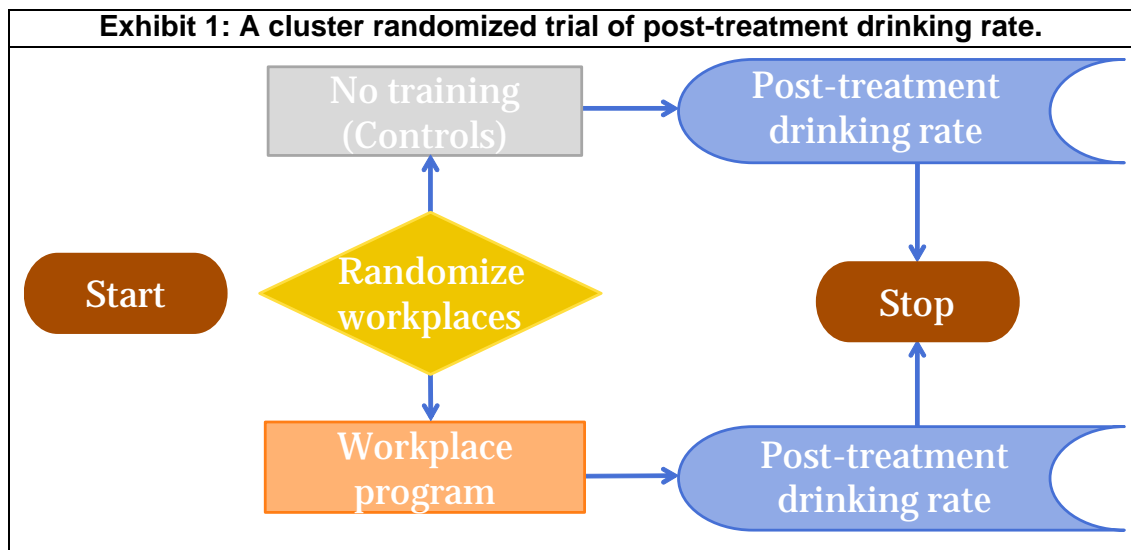 Exhibit 1: A cluster randomized trial of post-treatment drinking rate.
No training
(Controls)
Post-treatment
drinking rate
Start
Randomize
workplaces
Stop
Workplace
program
Post-treatment
drinking rate